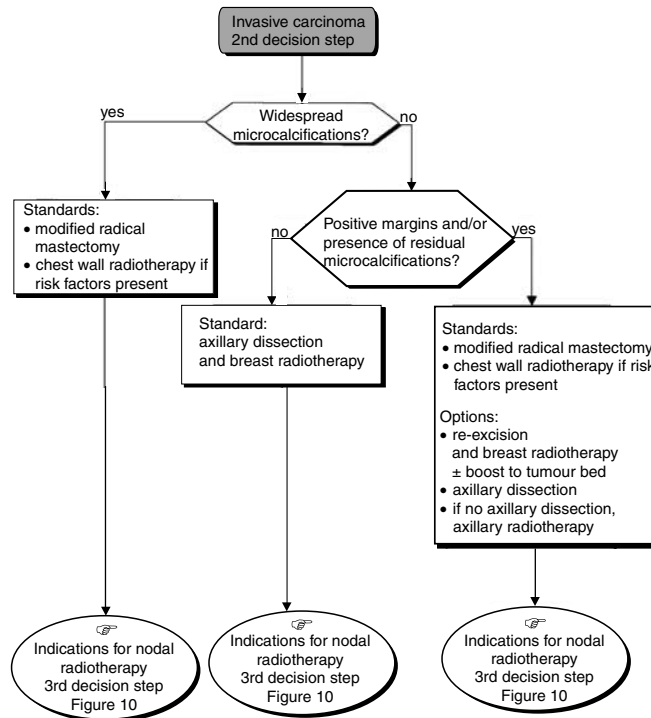 Invasive carcinoma
2nd decision step
yes
Widespread
microcalcifications?
no
Standards:
• modified radical
mastectomy
• chest wall radiotherapy if
risk factors present
no
Positive margins and/or
presence of residual
microcalcifications?
yes
Standard:
axillary dissection
and breast radiotherapy
Standards:
• modified radical mastectomy
• chest wall radiotherapy if risk
factors present
Options:
• re-excision
and breast radiotherapy
± boost to tumour bed
• axillary dissection
• if no axillary dissection,
axillary radiotherapy
☞
Indications for nodal
radiotherapy
3rd decision step
Figure 10
☞
Indications for nodal
radiotherapy
3rd decision step
Figure 10
☞
Indications for nodal
radiotherapy
3rd decision step
Figure 10